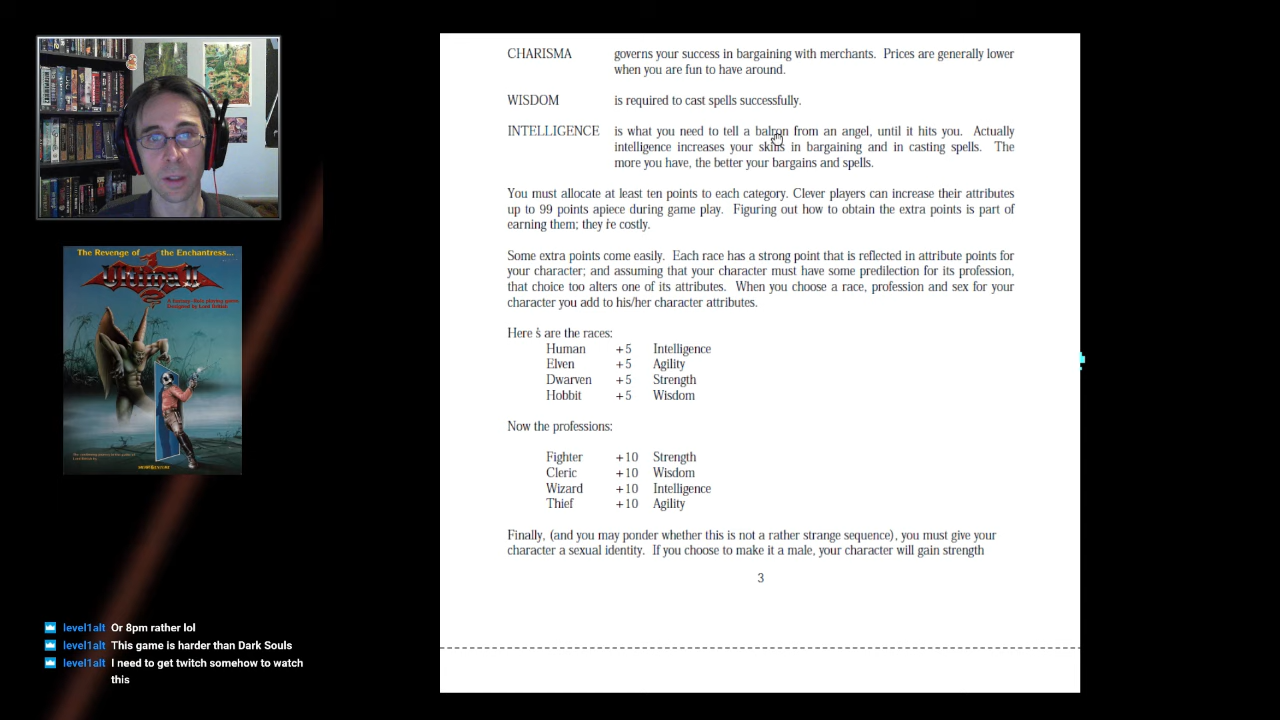 CHARISMA governs your success in bargaining with merchants. Prices are generally lower
when you are fun to have around.
WISDOM is required to cast spells successfully.
INTELLIGENCE is what you need to tell a balron from an angel, until it hits you. Actually
intelligence increases your skills in bargaining and in casting spells. The
more you have, the better your bargains and spells.
You must allocate at least ten points to each category. Clever players can increase their attributes
up to 99 points apiece during game play. Figuring out how to obtain the extra points is part of
earning them; they're costly.
Some extra points come easily. Each race has a strong point that is reflected in attribute points for
your character; and assuming that your character must have some predilection for its profession,
that choice too alters one of its attributes. When you choose a race, profession and sex for your
character you add to his/her character attributes.
Here's are the races:
Human +5 Intelligence
Elven +5 Agility
Dwarven +5 Strength
Hobbit +5 Wisdom
Now the professions:
Fighter +10 Strength
Cleric +10 Wisdom
Wizard +10 Intelligence
Thief +10 Agility
Finally, (and you may ponder whether this is not a rather strange sequence), you must give your
character a sexual identity. If you choose to make it a male, your character will gain strength
3
The Revenge of the Enchantress...
Ultima II
level1alt Or 8pm rather lol
level1alt This game is harder than Dark Souls
level1alt I need to get twitch somehow to watch
this